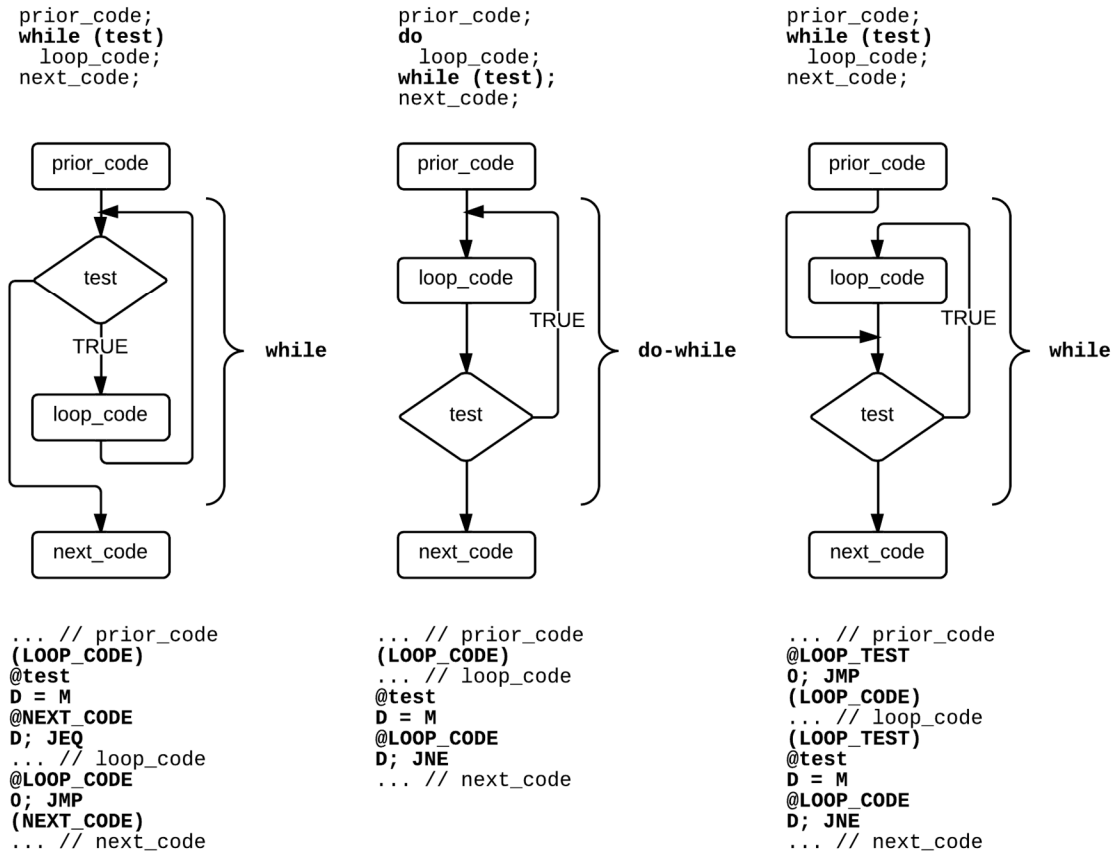 prior_code;
while (test)
  loop_code;
next_code;
prior_code
test
TRUE
loop_code
next_code
while
... // prior_code
(LOOP_CODE)
@test
D = M
@NEXT_CODE
D; JEQ
... // loop_code
@LOOP_CODE
0; JMP
(NEXT_CODE)
... // next_code
prior_code;
do
  loop_code;
while (test);
next_code;
prior_code
loop_code
TRUE
test
next_code
do-while
... // prior_code
(LOOP_CODE)
... // loop_code
@test
D = M
@LOOP_CODE
D; JNE
... // next_code
prior_code;
while (test)
  loop_code;
next_code;
prior_code
loop_code
TRUE
test
next_code
while
... // prior_code
@LOOP_TEST
0; JMP
(LOOP_CODE)
... // loop_code
(LOOP_TEST)
@test
D = M
@LOOP_CODE
D; JNE
... // next_code